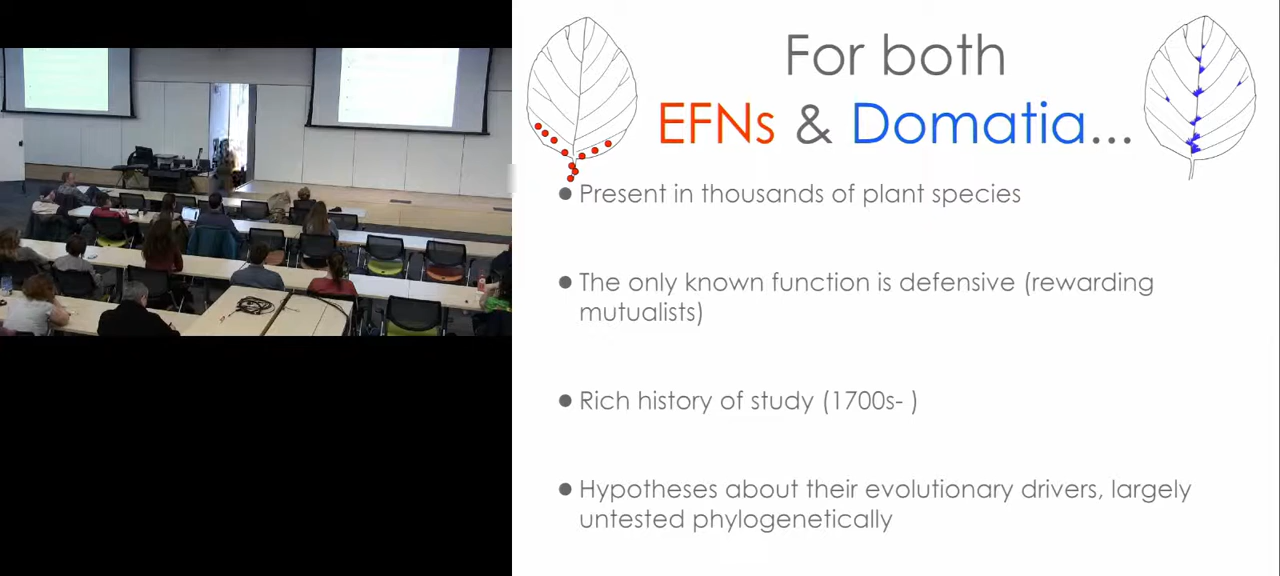 For both
EFNs & Domatia...
● Present in thousands of plant species
● The only known function is defensive (rewarding
mutualists)
● Rich history of study (1700s- )
● Hypotheses about their evolutionary drivers, largely
untested phylogenetically